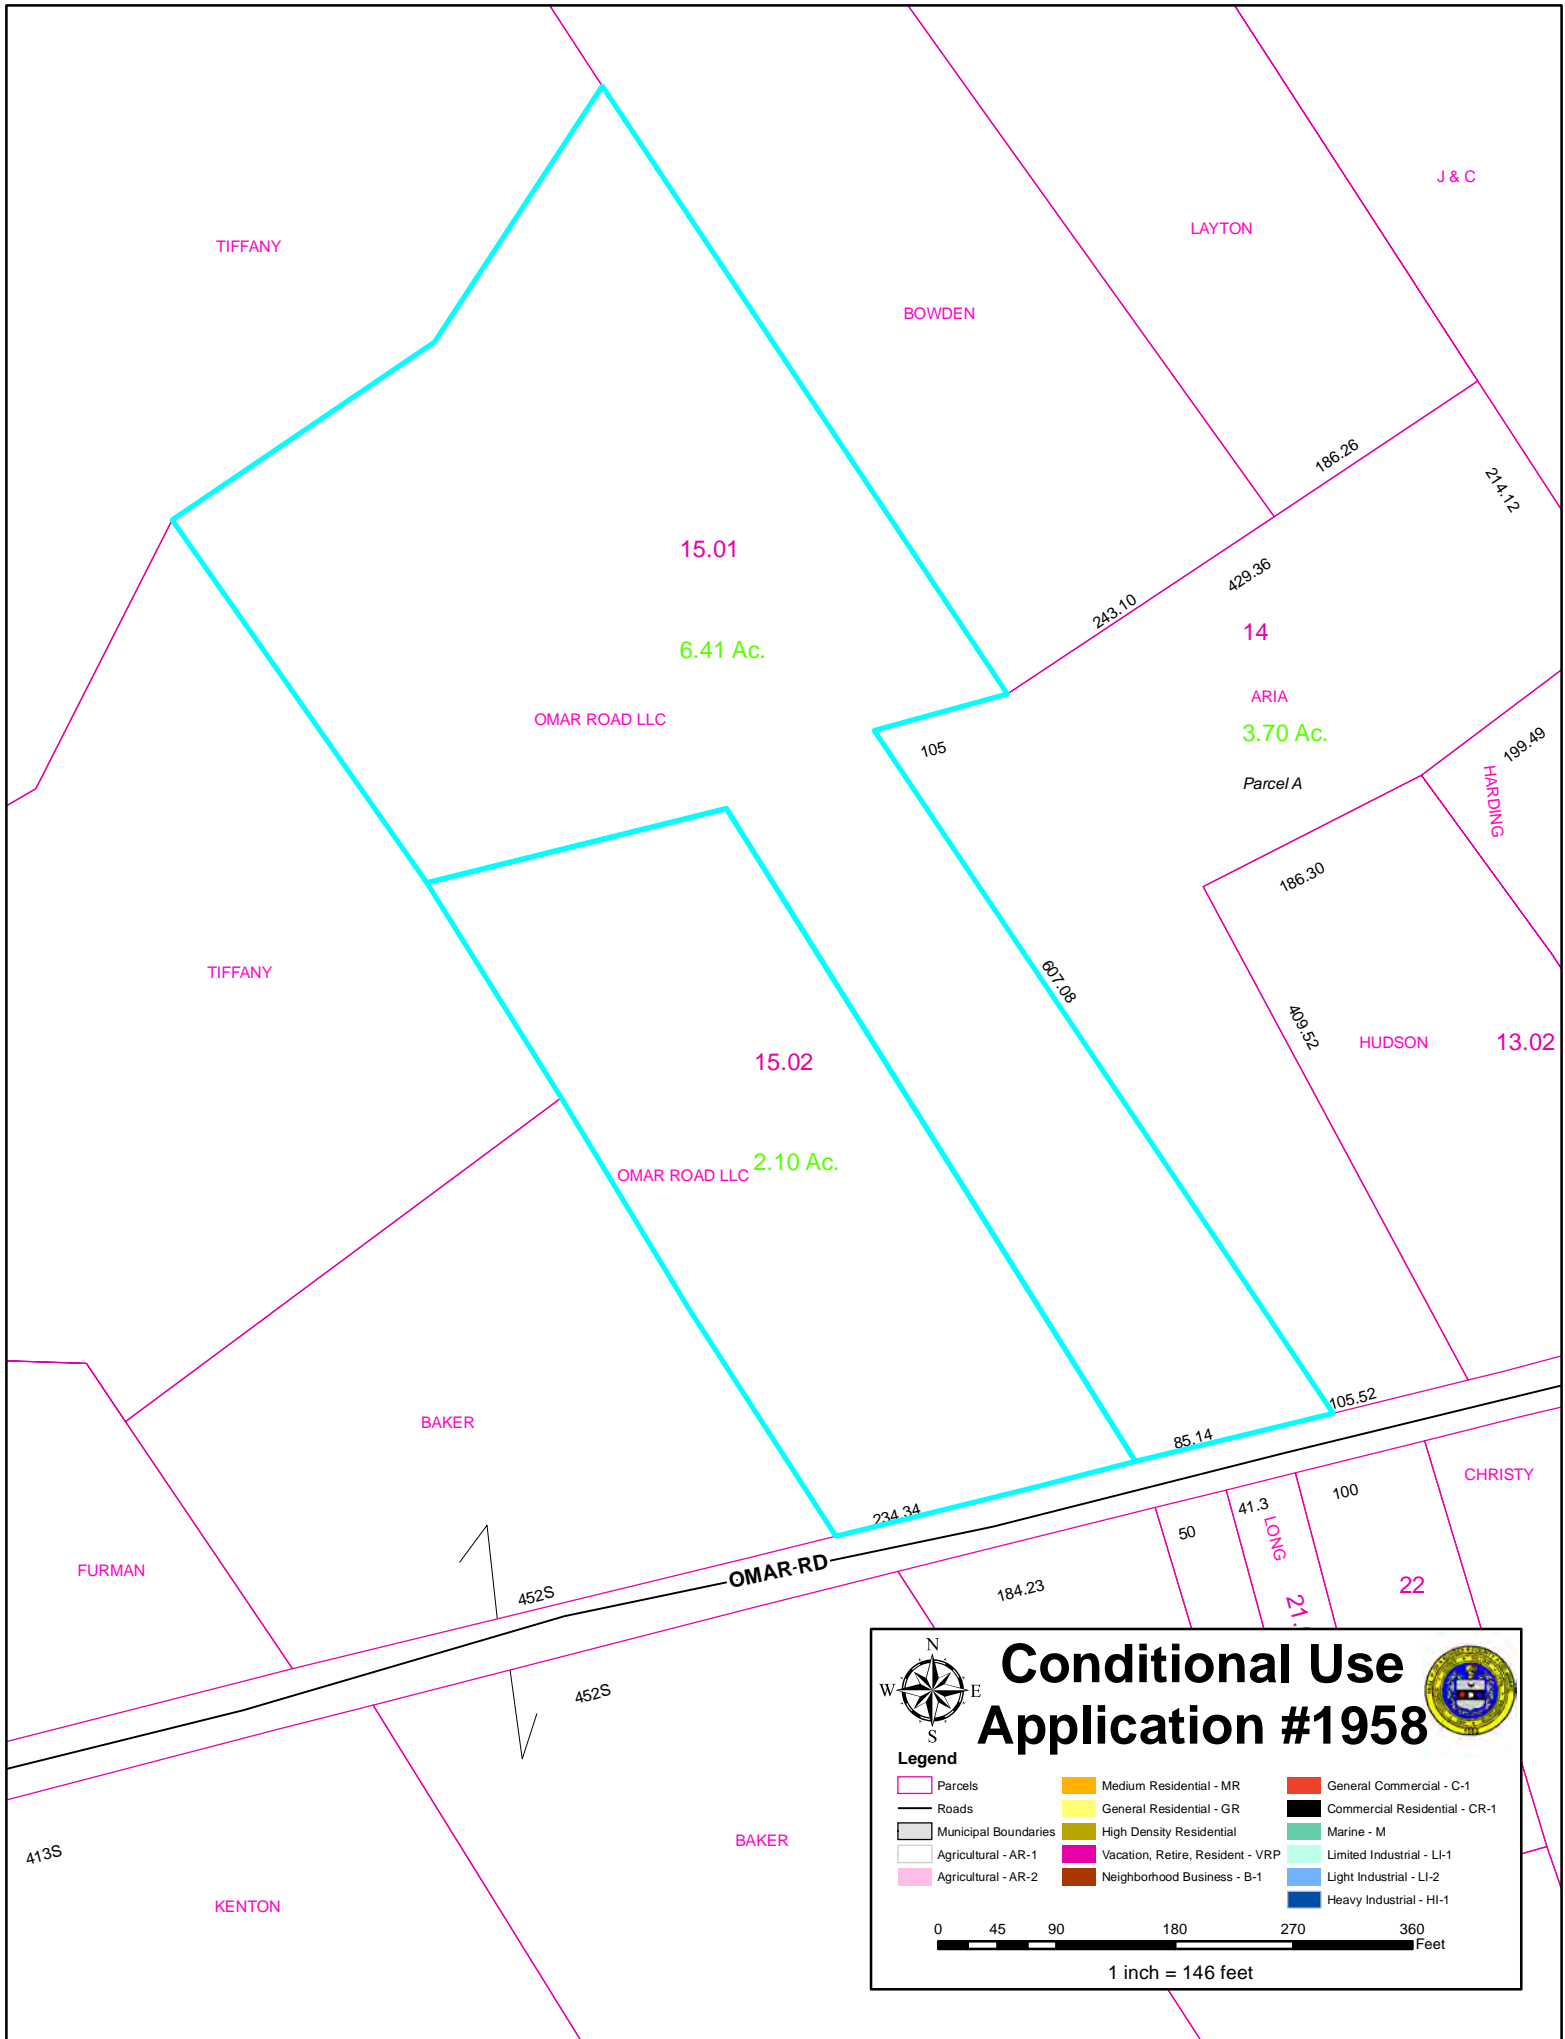 J & C
LAYTON
TIFFANY
BOWDEN
186.26
214.12
15.01
429.36
243.10
14
6.41 Ac.
ARIA
OMAR ROAD LLC
3.70 Ac.
105
199.49
HARDING
Parcel A
186.30
TIFFANY
607.08
409.52
HUDSON
13.02
15.02
2.10 Ac.
OMAR ROAD LLC
105.52
BAKER
85.14
CHRISTY
100
41.3
234.34
50
LONG
FURMAN
OMAR RD
184.23
22
452S
21.
452S
N
W E
S
Conditional Use
Application #1958
Legend
Parcels
Roads
Municipal Boundaries
Agricultural - AR-1
Agricultural - AR-2
Medium Residential - MR
General Residential - GR
High Density Residential
Vacation, Retire, Resident - VRP
Neighborhood Business - B-1
General Commercial - C-1
Commercial Residential - CR-1
Marine - M
Limited Industrial - LI-1
Light Industrial - LI-2
Heavy Industrial - HI-1
0 45 90 180 270 360
Feet
1 inch = 146 feet
BAKER
413S
KENTON